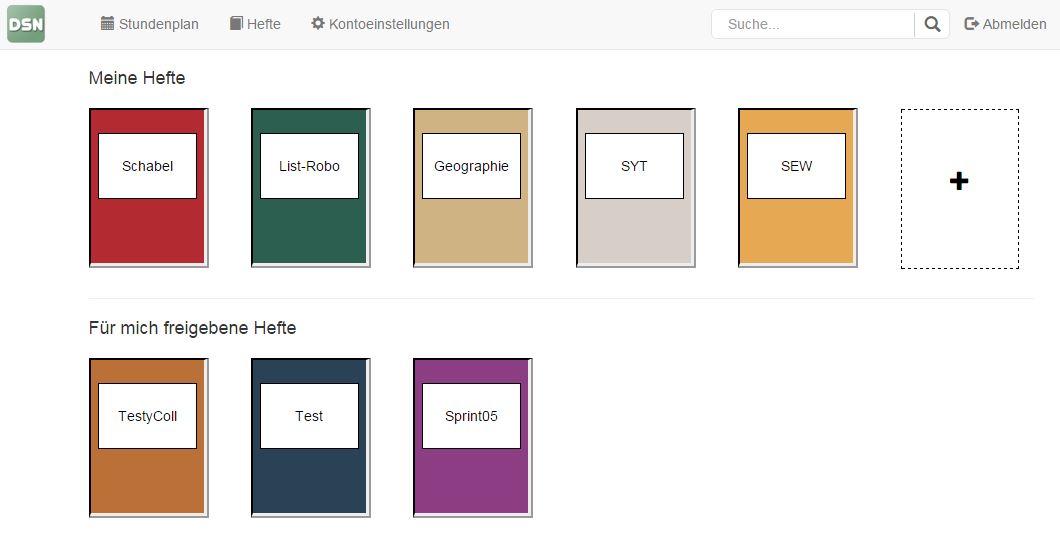 DSN
Stundenplan
Hefte
Kontoeinstellungen
Suche...
Abmelden
Meine Hefte
Schabel
List-Robo
Geographie
SYT
SEW
Für mich freigebene Hefte
TestyColl
Test
Sprint05